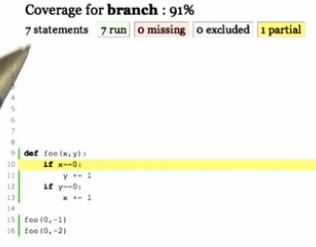 Coverage for branch : 91%
7 statements 7 run 0 missing 0 excluded 1 partial
4
5
6
7
8
9 def foo(x,y):
10 if x==0:
11 y += 1
12 if y==0:
13 x += 1
14
15 foo(0,-1)
16 foo(0,-2)